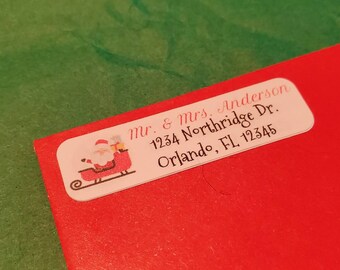 Mr. & Mrs. Anderson
1234 Northridge Dr.
Orlando, FL 12345